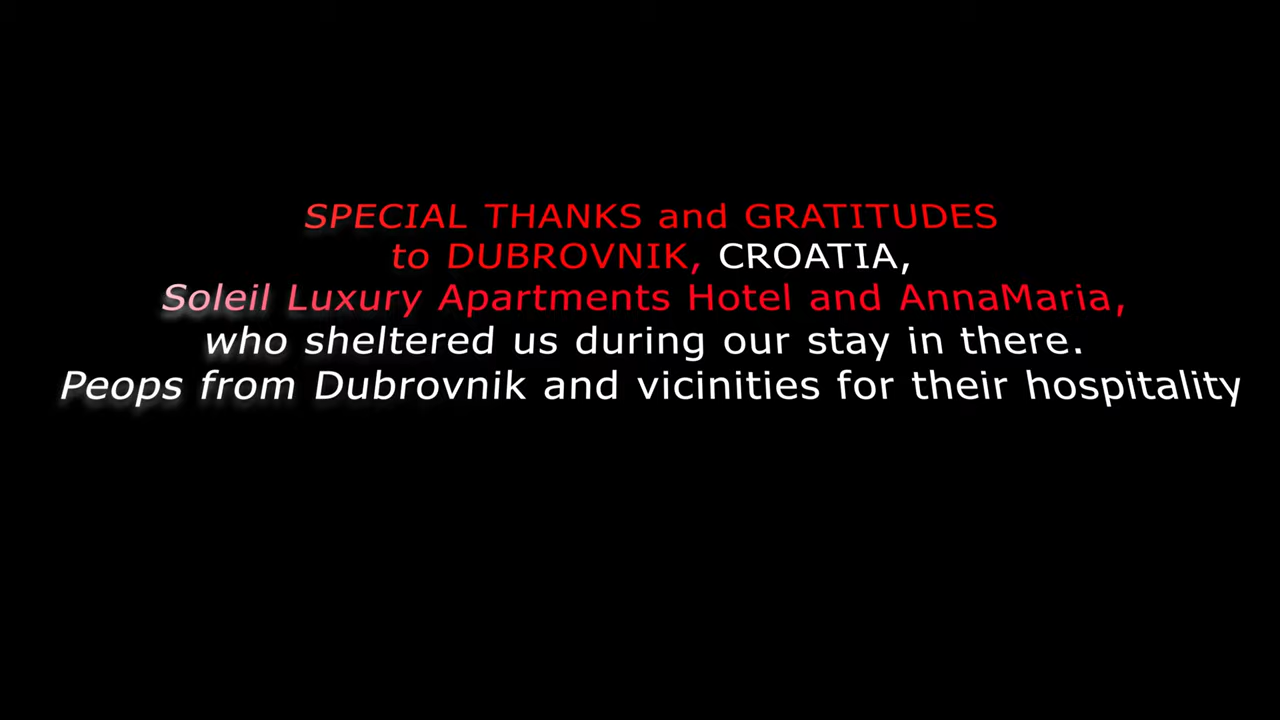 SPECIAL THANKS and GRATITUDES
to DUBROVNIK, CROATIA,
Soleil Luxury Apartments Hotel and AnnaMaria,
who sheltered us during our stay in there.
Peops from Dubrovnik and vicinities for their hospitality